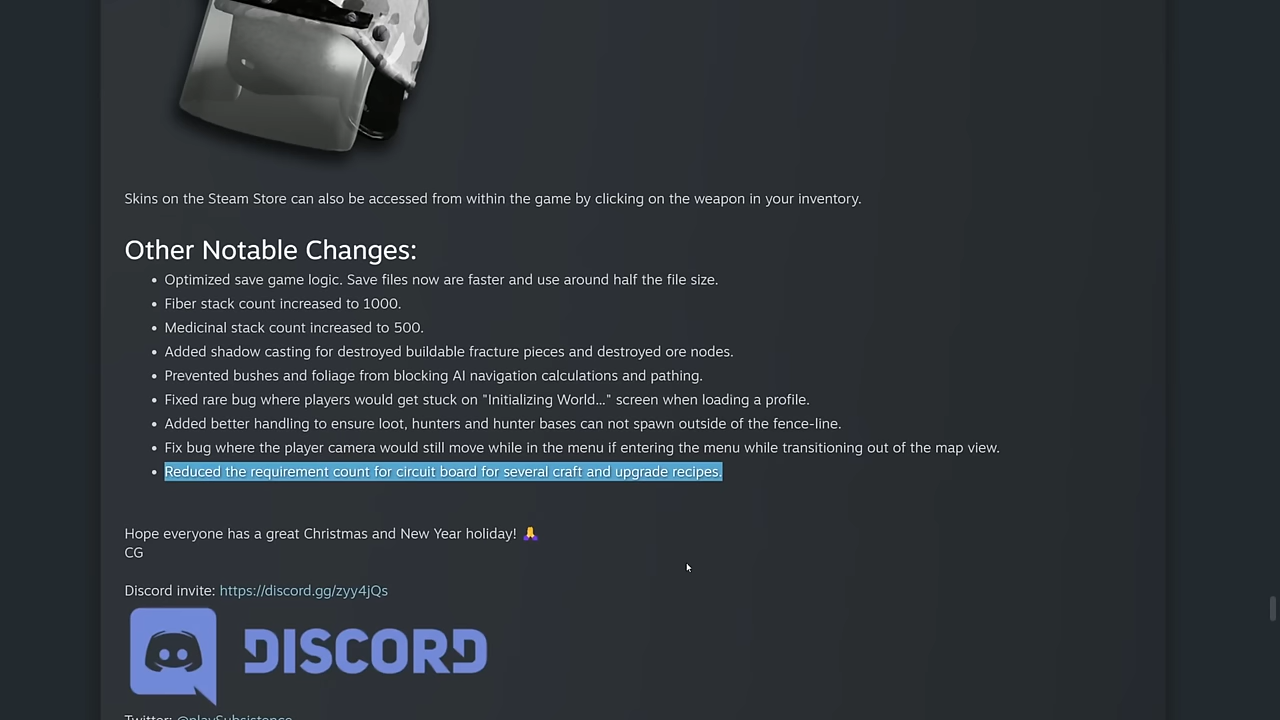 Skins on the Steam Store can also be accessed from within the game by clicking on the weapon in your inventory.
Other Notable Changes:
• Optimized save game logic. Save files now are faster and use around half the file size.
• Fiber stack count increased to 1000.
• Medicinal stack count increased to 500.
• Added shadow casting for destroyed buildable fracture pieces and destroyed ore nodes.
• Prevented bushes and foliage from blocking AI navigation calculations and pathing.
• Fixed rare bug where players would get stuck on "Initializing World..." screen when loading a profile.
• Added better handling to ensure loot, hunters and hunter bases can not spawn outside of the fence-line.
• Fix bug where the player camera would still move while in the menu if entering the menu while transitioning out of the map view.
• Reduced the requirement count for circuit board for several craft and upgrade recipes.
Hope everyone has a great Christmas and New Year holiday! 🙏
CG
Discord invite: https://discord.gg/zyy4jQs
DISCORD
Twitter: @playSubsistence